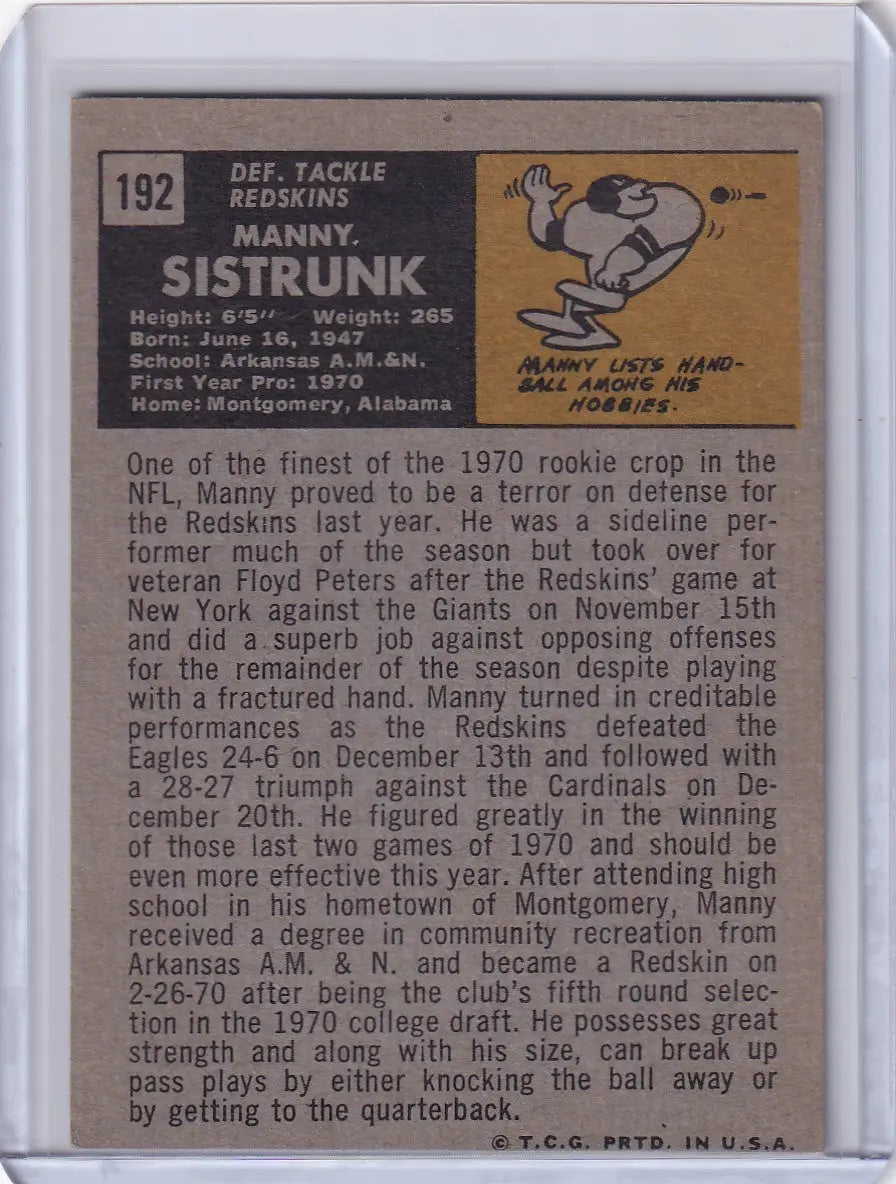 192
DEF. TACKLE
REDSKINS
MANNY
SISTRUNK
Height: 6'5" Weight: 265
Born: June 16, 1947
School: Arkansas A.M.&N.
First Year Pro: 1970
Home: Montgomery, Alabama
MANNY LISTS HAND-
BALL AMONG HIS
HOBBIES.
One of the finest of the 1970 rookie crop in the
NFL, Manny proved to be a terror on defense for
the Redskins last year. He was a sideline per-
former much of the season but took over for
veteran Floyd Peters after the Redskins' game at
New York against the Giants on November 15th
and did a superb job against opposing offenses
for the remainder of the season despite playing
with a fractured hand. Manny turned in creditable
performances as the Redskins defeated the
Eagles 24-6 on December 13th and followed with
a 28-27 triumph against the Cardinals on De-
cember 20th. He figured greatly in the winning
of those last two games of 1970 and should be
even more effective this year. After attending high
school in his hometown of Montgomery, Manny
received a degree in community recreation from
Arkansas A.M. & N. and became a Redskin on
2-26-70 after being the club's fifth round selec-
tion in the 1970 college draft. He possesses great
strength and along with his size, can break up
pass plays by either knocking the ball away or
by getting to the quarterback.
© T.C.G. PRTD. IN U.S.A.